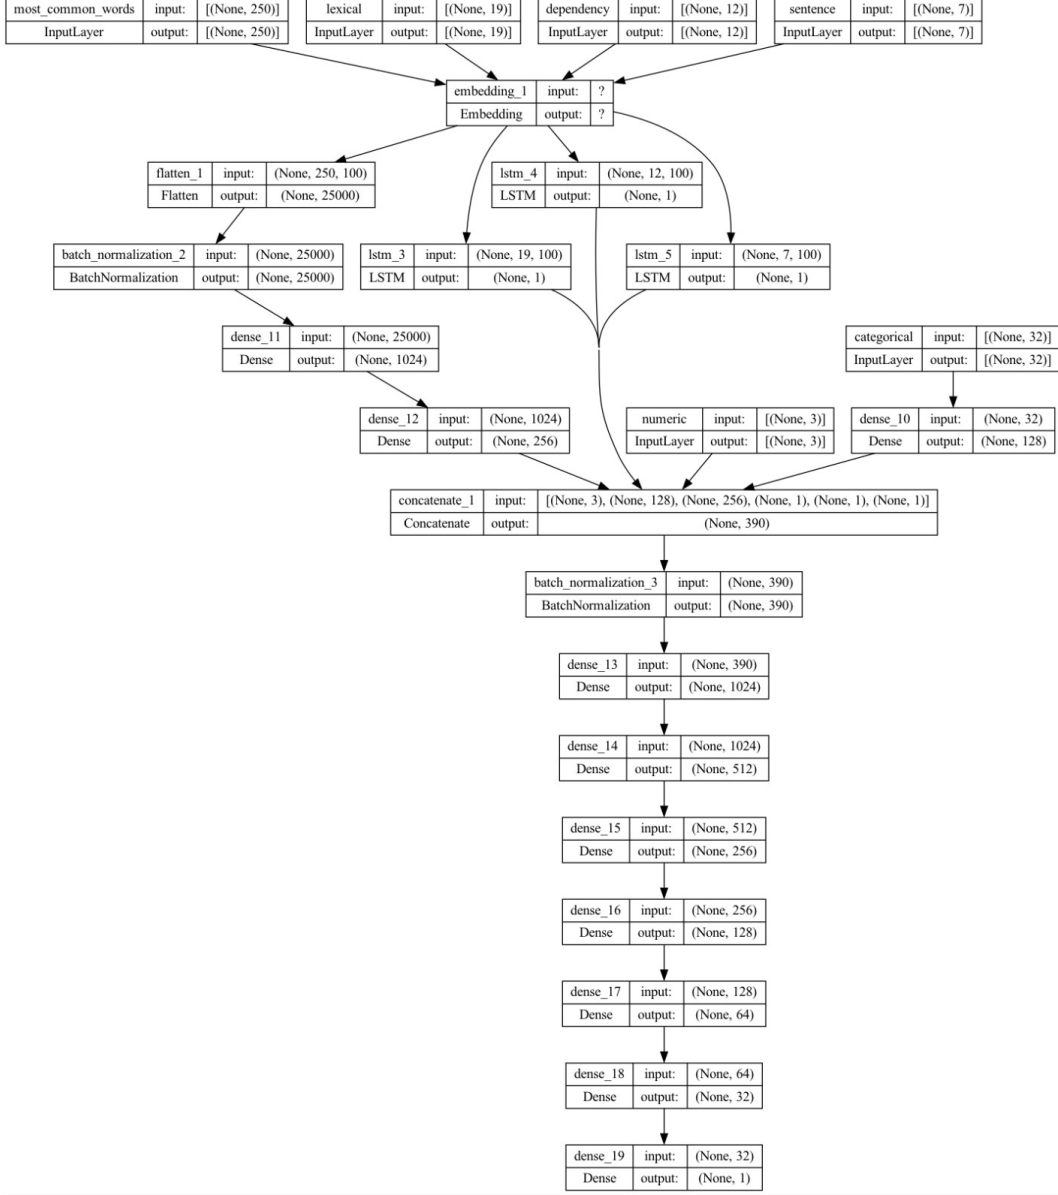 most_common_words input: [(None, 250)]
InputLayer output: [(None, 250)]
lexical input: [(None, 19)]
InputLayer output: [(None, 19)]
dependency input: [(None, 12)]
InputLayer output: [(None, 12)]
sentence input: [(None, 7)]
InputLayer output: [(None, 7)]
embedding_1 input: ?
Embedding output: ?
flatten_1 input: (None, 250, 100)
Flatten output: (None, 25000)
lstm_4 input: (None, 12, 100)
LSTM output: (None, 1)
batch_normalization_2 input: (None, 25000)
BatchNormalization output: (None, 25000)
lstm_3 input: (None, 19, 100)
LSTM output: (None, 1)
lstm_5 input: (None, 7, 100)
LSTM output: (None, 1)
dense_11 input: (None, 25000)
Dense output: (None, 1024)
categorical input: [(None, 32)]
InputLayer output: [(None, 32)]
dense_12 input: (None, 1024)
Dense output: (None, 256)
numeric input: [(None, 3)]
InputLayer output: [(None, 3)]
dense_10 input: (None, 32)
Dense output: (None, 128)
concatenate_1 input: [(None, 3), (None, 128), (None, 256), (None, 1), (None, 1), (None, 1)]
Concatenate output: (None, 390)
batch_normalization_3 input: (None, 390)
BatchNormalization output: (None, 390)
dense_13 input: (None, 390)
Dense output: (None, 1024)
dense_14 input: (None, 1024)
Dense output: (None, 512)
dense_15 input: (None, 512)
Dense output: (None, 256)
dense_16 input: (None, 256)
Dense output: (None, 128)
dense_17 input: (None, 128)
Dense output: (None, 64)
dense_18 input: (None, 64)
Dense output: (None, 32)
dense_19 input: (None, 32)
Dense output: (None, 1)